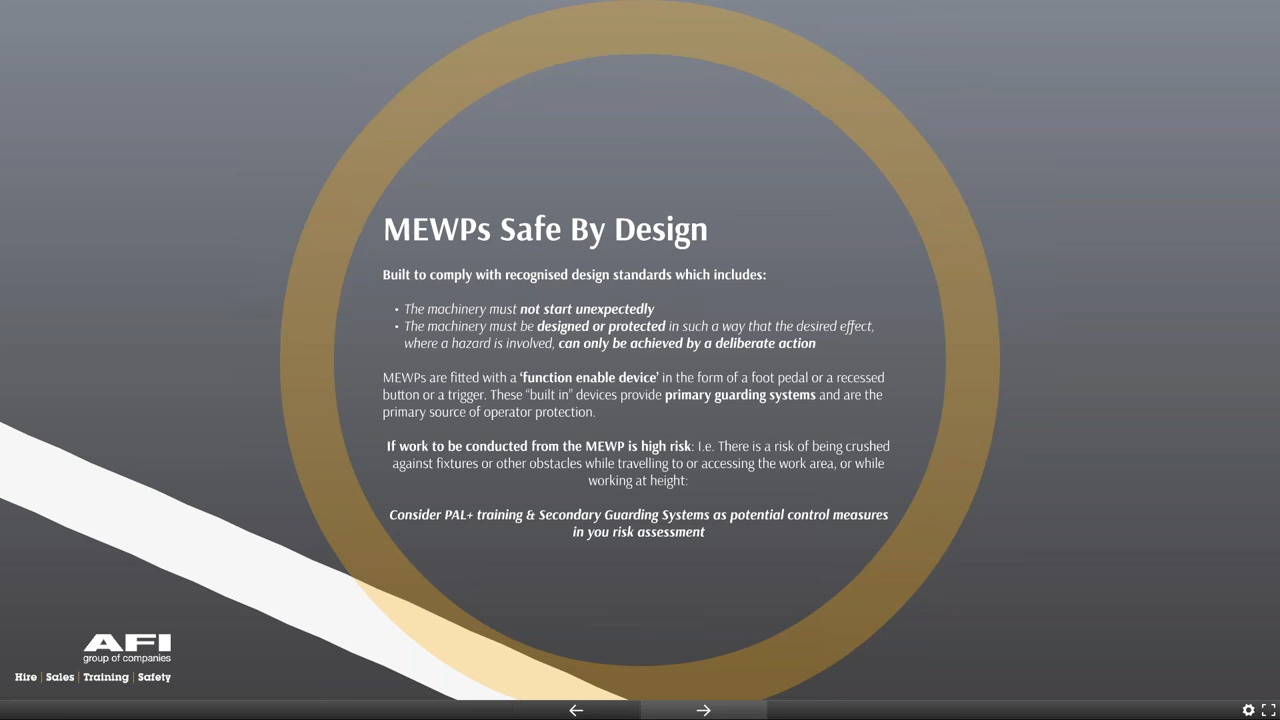 MEWPs Safe By Design
Built to comply with recognised design standards which includes:
• The machinery must not start unexpectedly
• The machinery must be designed or protected in such a way that the desired effect,
where a hazard is involved, can only be achieved by a deliberate action
MEWPs are fitted with a ‘function enable device’ in the form of a foot pedal or a recessed
button or a trigger. These “built in” devices provide primary guarding systems and are the
primary source of operator protection.
If work to be conducted from the MEWP is high risk: I.e. There is a risk of being crushed
against fixtures or other obstacles while travelling to or accessing the work area, or while
working at height:
Consider PAL+ training & Secondary Guarding Systems as potential control measures
in you risk assessment
AFI
group of companies
Hire | Sales | Training | Safety